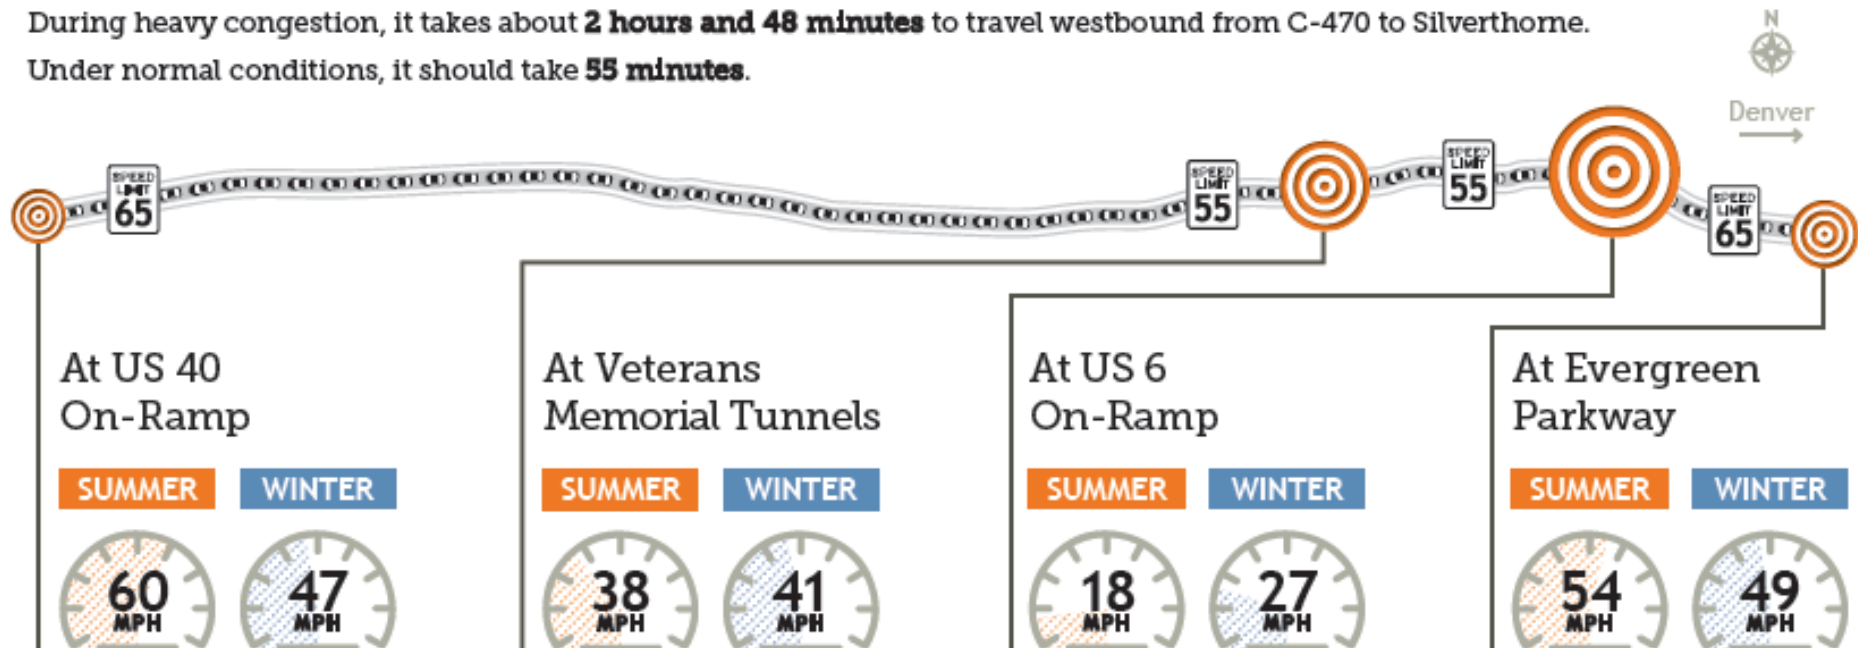 During heavy congestion, it takes about 2 hours and 48 minutes to travel westbound from C-470 to Silverthorne.
Under normal conditions, it should take 55 minutes.
N
Denver
SPEED
LIMIT
65
SPEED
LIMIT
55
SPEED
LIMIT
55
SPEED
LIMIT
65
At US 40
On-Ramp
SUMMER
WINTER
60
MPH
47
MPH
At Veterans
Memorial Tunnels
SUMMER
WINTER
38
MPH
41
MPH
At US 6
On-Ramp
SUMMER
WINTER
18
MPH
27
MPH
At Evergreen
Parkway
SUMMER
WINTER
54
MPH
49
MPH